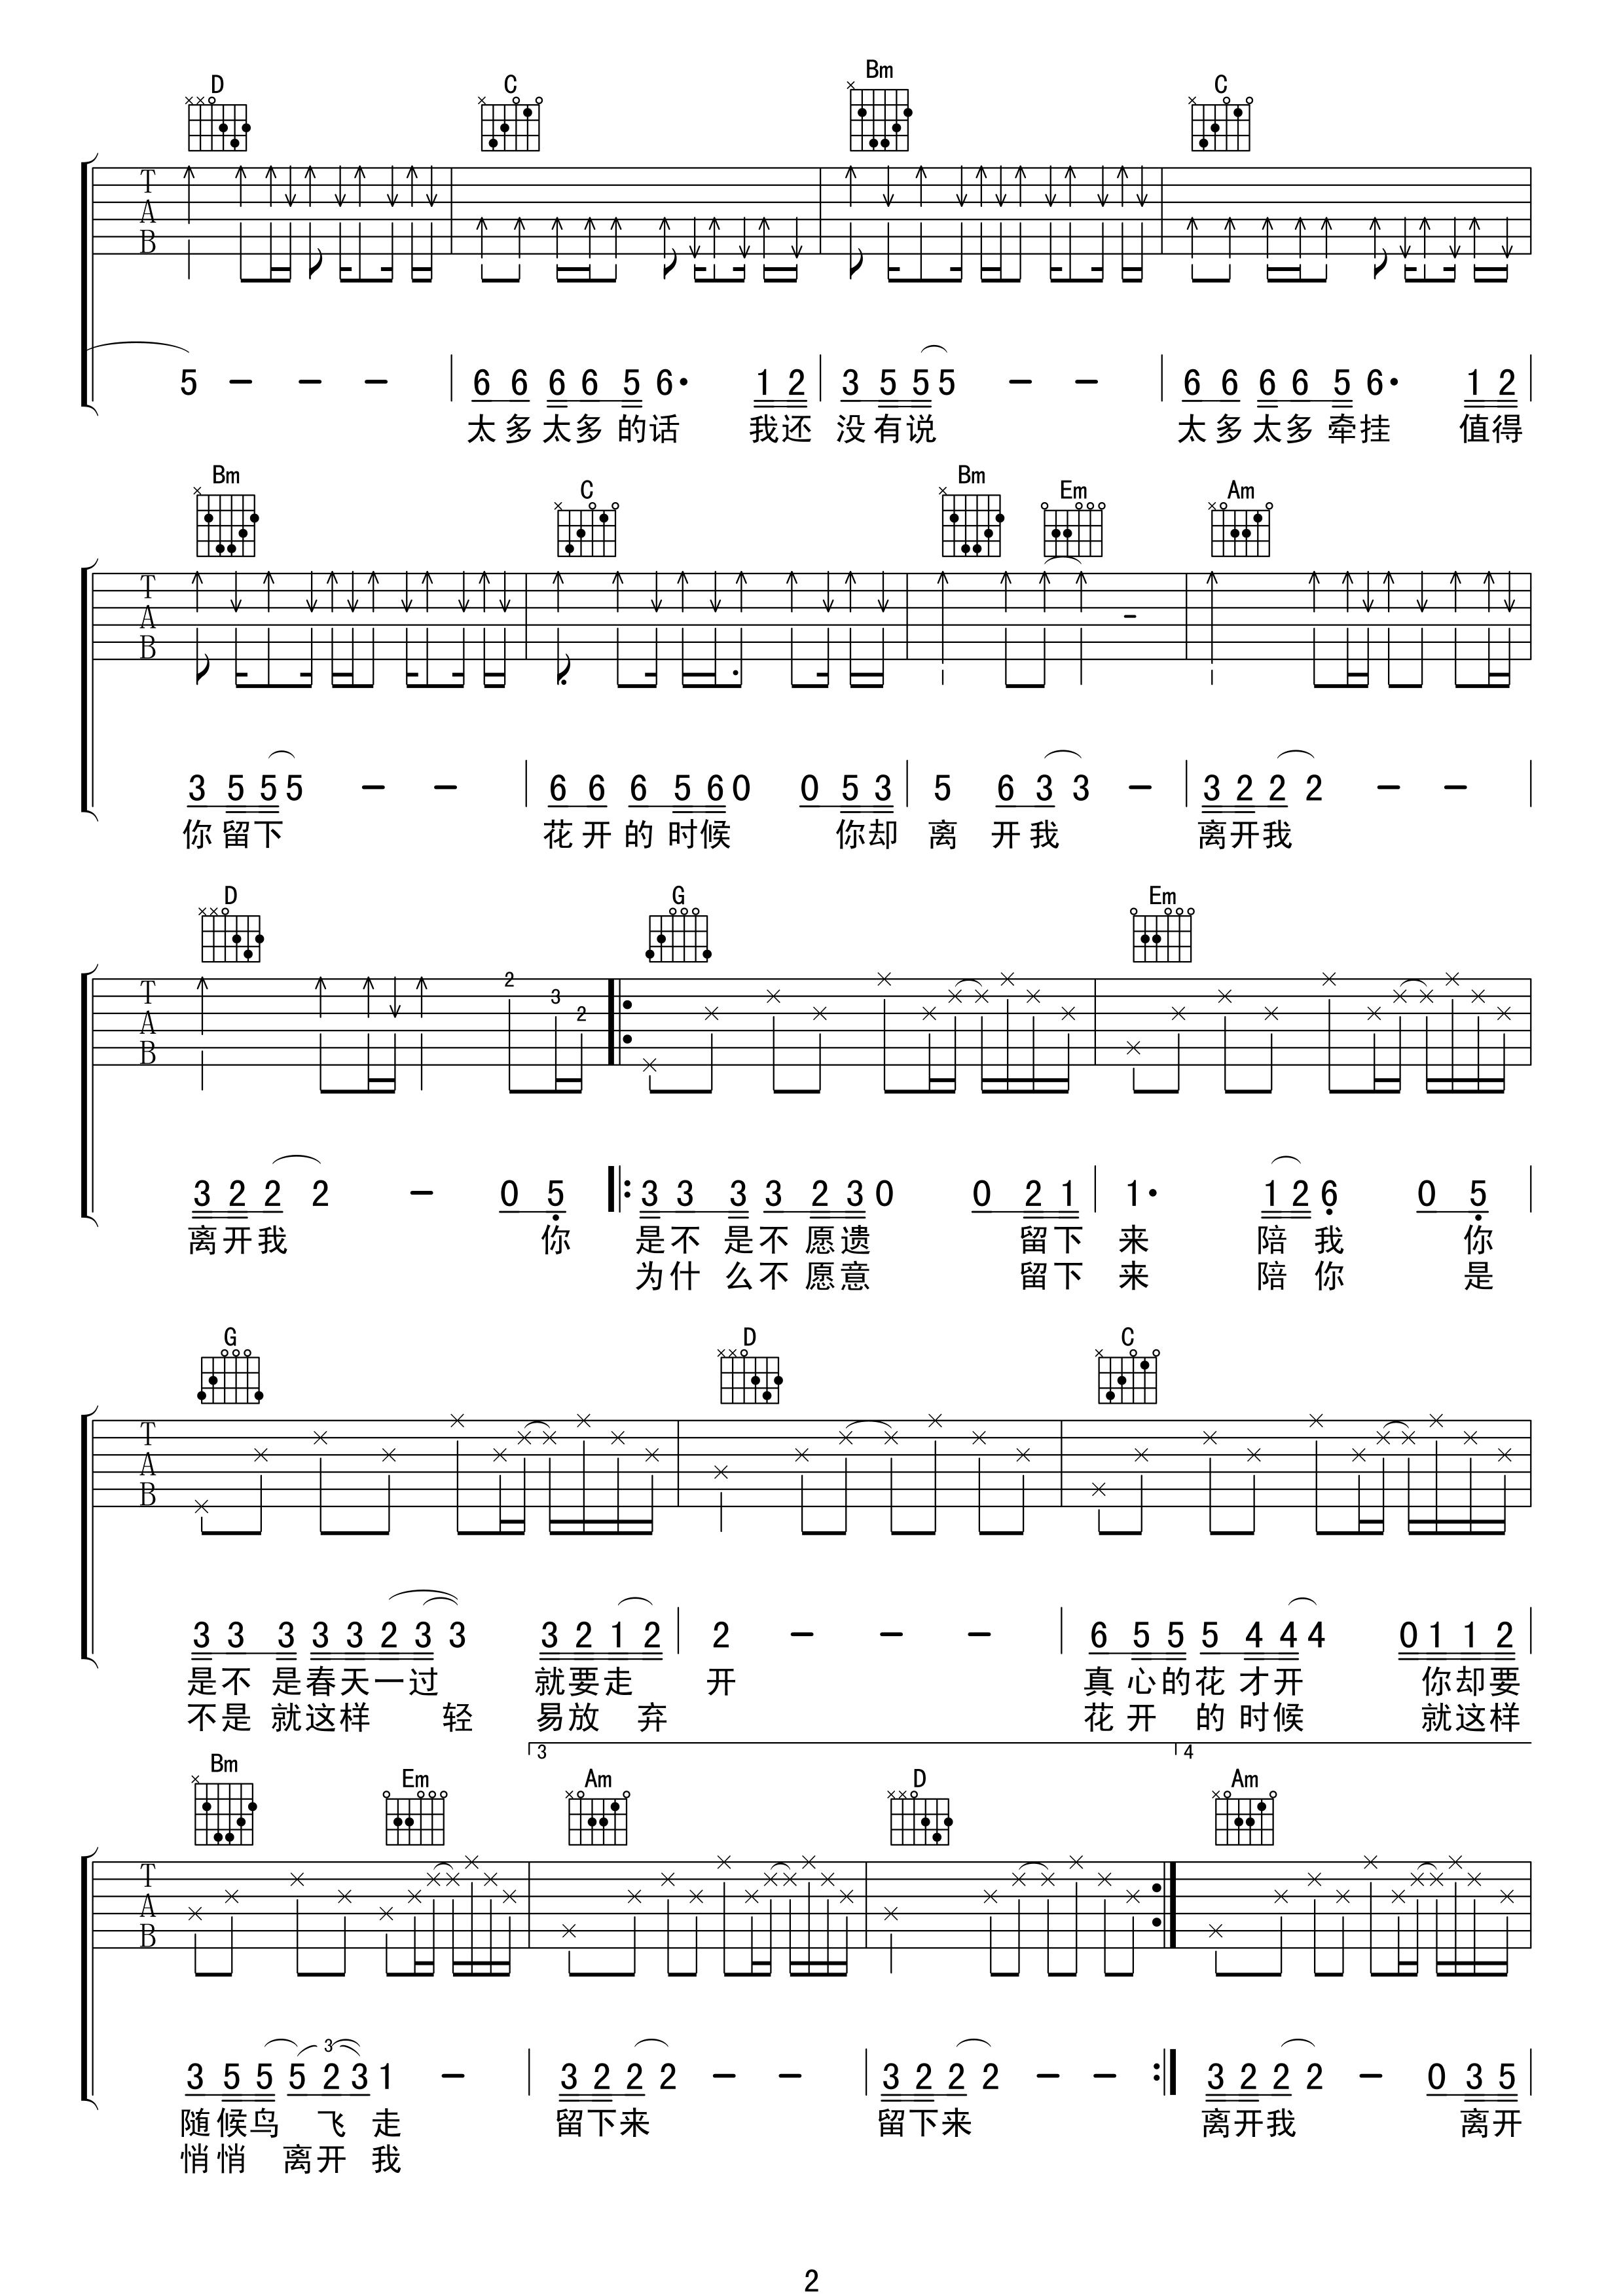 D C Bm C
T
A
B
5 - - - 6 6 6 6 5 6· 1 2 3 5 5 5 - - 6 6 6 6 5 6· 1 2
太多太多的话 我还 没有说 太多太多牵挂 值得
Bm C Bm Em Am
T
A
B
3 5 5 5 - - 6 6 6 5 6 0 0 5 3 5 6 3 3 - 3 2 2 2 - -
你留下 花开的时候 你却 离 开我 离开我
D G Em
2 3 2
T
A
B
3 2 2 2 - 0 5 3 3 3 3 2 3 0 0 2 1 1· 1 2 6 0 5
离开我 你 是不是不愿遗 留下 来 陪我 你
为什么不愿意 留下 来 陪你 是
G D C
T
A
B
3 3 3 3 3 2 3 3 3 2 1 2 2 - - - 6 5 5 5 4 4 4 0 1 1 2
是不是春天一过 就要走 开 真心的花才开 你却要
不是就这样 轻 易放弃 花开的时候 就这样
3 4
Bm Em Am D Am
T
A
B
3
3 5 5 5 2 3 1 - 3 2 2 2 - - 3 2 2 2 - - 3 2 2 2 - 0 3 5
随候鸟 飞走 留下来 留下来 离开我 离开
悄悄 离开我
2